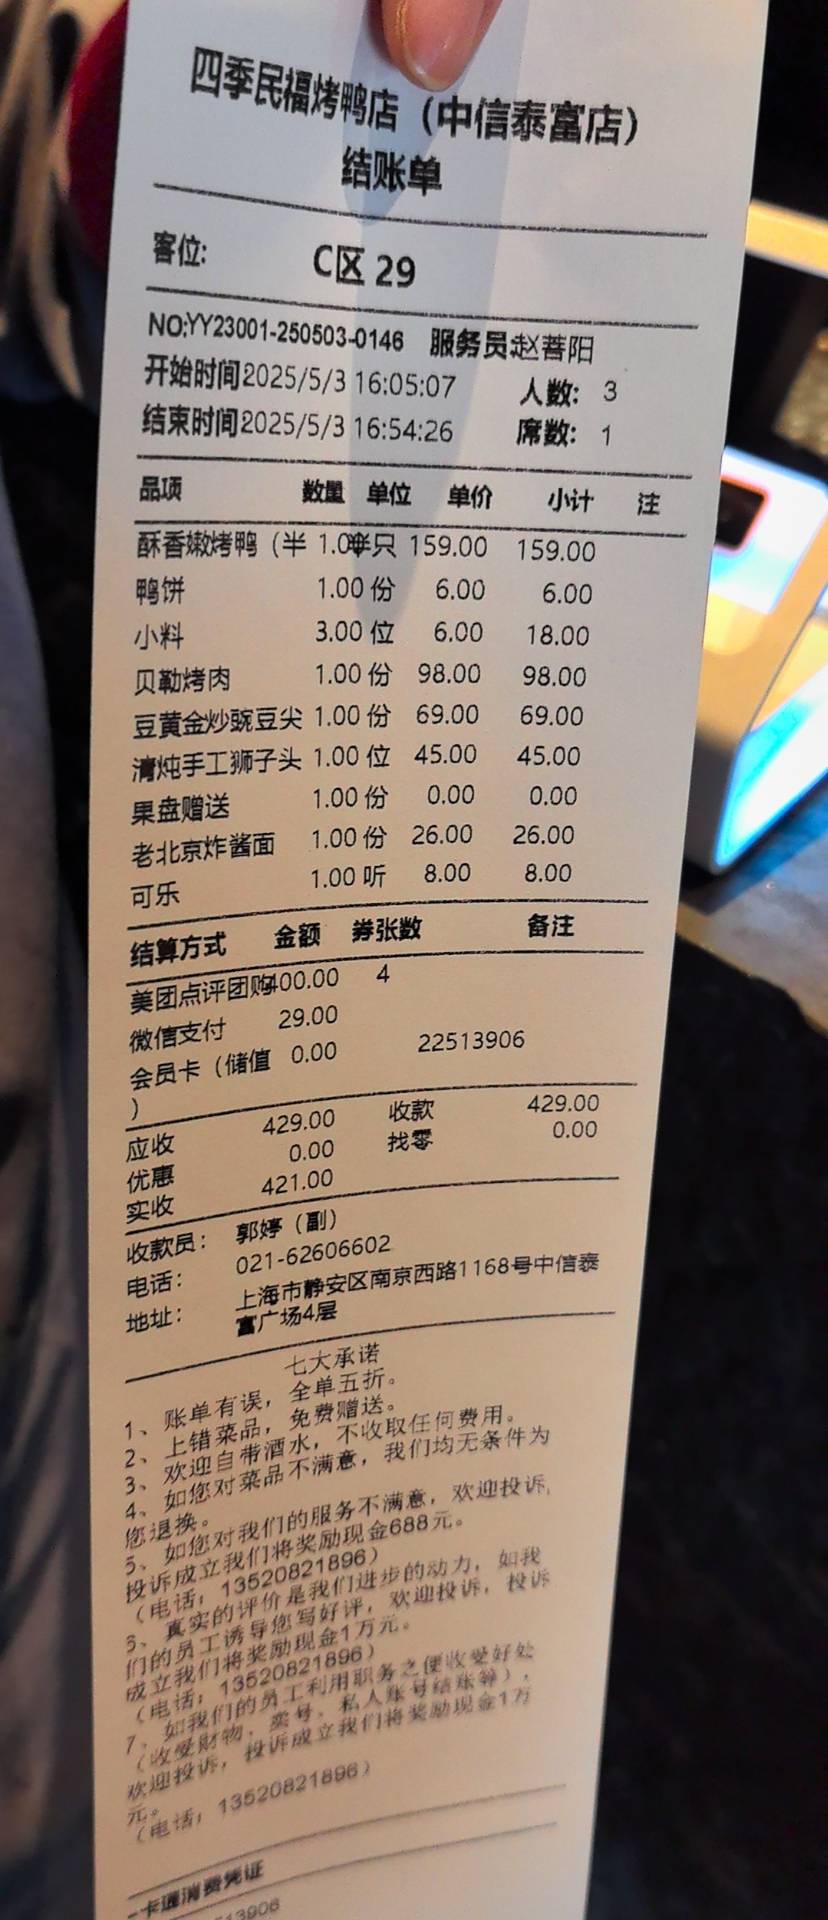 四季民福烤鸭店（中信泰富店）
结账单
客位: C区 29
NO:YY23001-250503-0146 服务员:赵菩阳
开始时间2025/5/3 16:05:07 人数: 3
结束时间2025/5/3 16:54:26 席数: 1
品项 数量 单位 单价 小计 注
酥香嫩烤鸭（半 1.00半只 159.00 159.00
鸭饼 1.00 份 6.00 6.00
小料 3.00 位 6.00 18.00
贝勒烤肉 1.00 份 98.00 98.00
豆黄金炒豌豆尖 1.00 份 69.00 69.00
清炖手工狮子头 1.00 位 45.00 45.00
果盘赠送 1.00 份 0.00 0.00
老北京炸酱面 1.00 份 26.00 26.00
可乐 1.00 听 8.00 8.00
结算方式 金额 券张数 备注
美团点评团购400.00 4
微信支付 29.00
会员卡（储值 0.00 22513906
）
应收 429.00 收款 429.00
优惠 0.00 找零 0.00
实收 421.00
收款员: 郭婷（副）
电话: 021-62606602
地址: 上海市静安区南京西路1168号中信泰
富广场4层
七大承诺
1、账单有误，全单五折。
2、上错菜品，免费赠送。
3、欢迎自带酒水，不收取任何费用。
4、如您对菜品不满意，我们均无条件为
您退换。
5、如您对我们的服务不满意，欢迎投诉，
投诉成立我们将奖励现金688元。
（电话：13520821896）
6、真实的评价是我们进步的动力，如我
们的员工诱导您写好评，欢迎投诉，投诉
成立我们将奖励现金1万元。
（电话：13520821896）
7、如我们的员工利用职务之便收受好处
（收受财物、卖号、私人账号结账等），
欢迎投诉，投诉成立我们将奖励现金1万
元。
（电话：13520821896）
一卡通消费凭证
513906